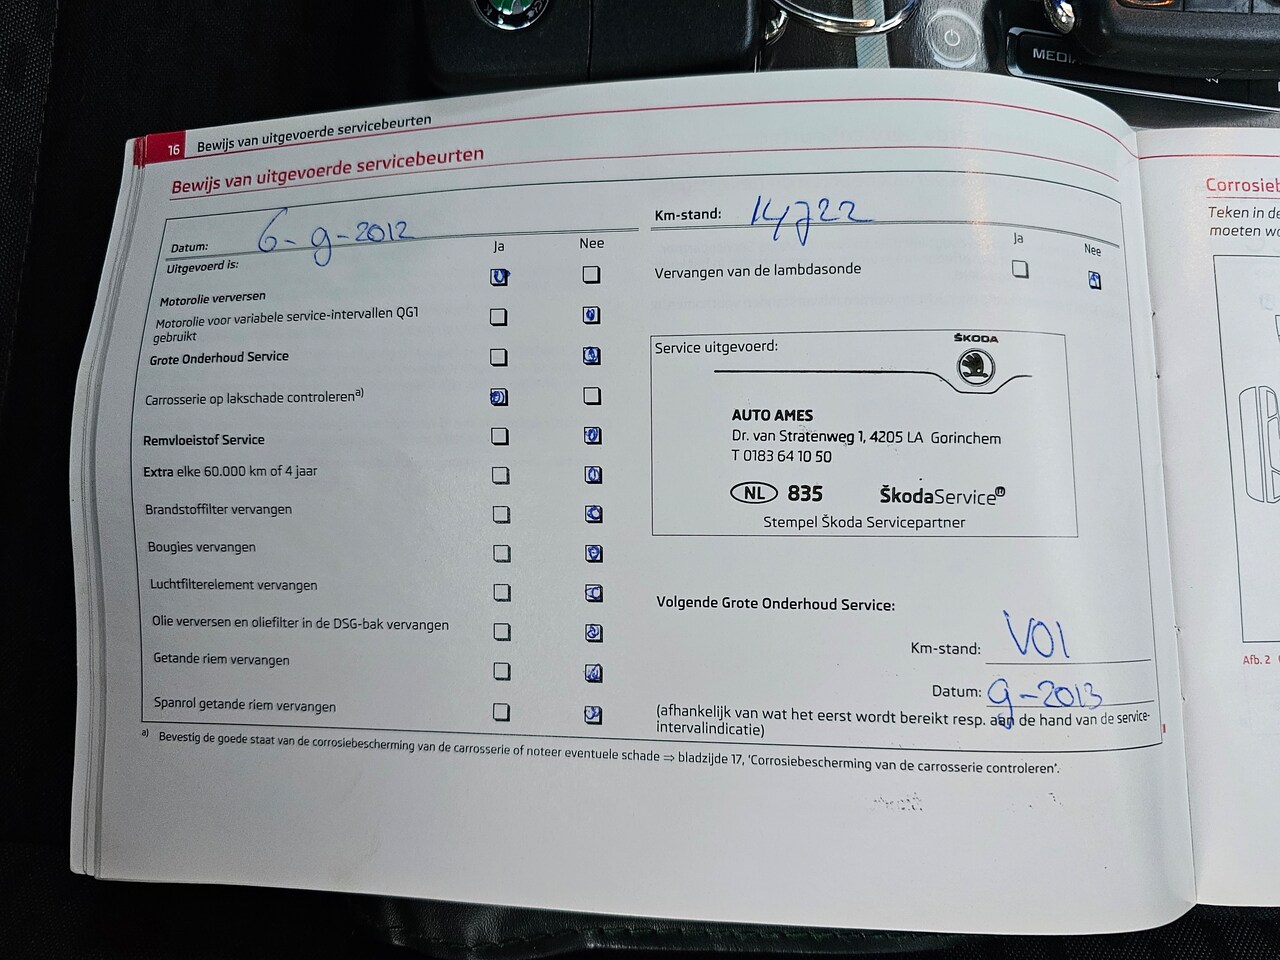 MEDIA
16 Bewijs van uitgevoerde servicebeurten
Bewijs van uitgevoerde servicebeurten
Datum: 6-9-2012
Km-stand: 14722
Uitgevoerd is:
Ja Nee
Motorolie verversen
Motorolie voor variabele service-intervallen QG1
gebruikt
Grote Onderhoud Service
Carrosserie op lakschade controleren a)
Remvloeistof Service
Extra elke 60.000 km of 4 jaar
Brandstoffilter vervangen
Bougies vervangen
Luchtfilterelement vervangen
Olie verversen en oliefilter in de DSG-bak vervangen
Getande riem vervangen
Spanrol getande riem vervangen
Ja Nee
Vervangen van de lambdasonde
Service uitgevoerd:
ŠKODA
AUTO AMES
Dr. van Stratenweg 1, 4205 LA Gorinchem
T 0183 64 10 50
NL 835 ŠkodaService
Stempel Škoda Servicepartner
Volgende Grote Onderhoud Service:
Km-stand: VOI
Datum: 9-2013
(afhankelijk van wat het eerst wordt bereikt resp. aan de hand van de service-
intervalindicatie)
a) Bevestig de goede staat van de corrosiebescherming van de carrosserie of noteer eventuele schade ⇒ bladzijde 17, 'Corrosiebescherming van de carrosserie controleren'.
Teken in de
Afb. 2